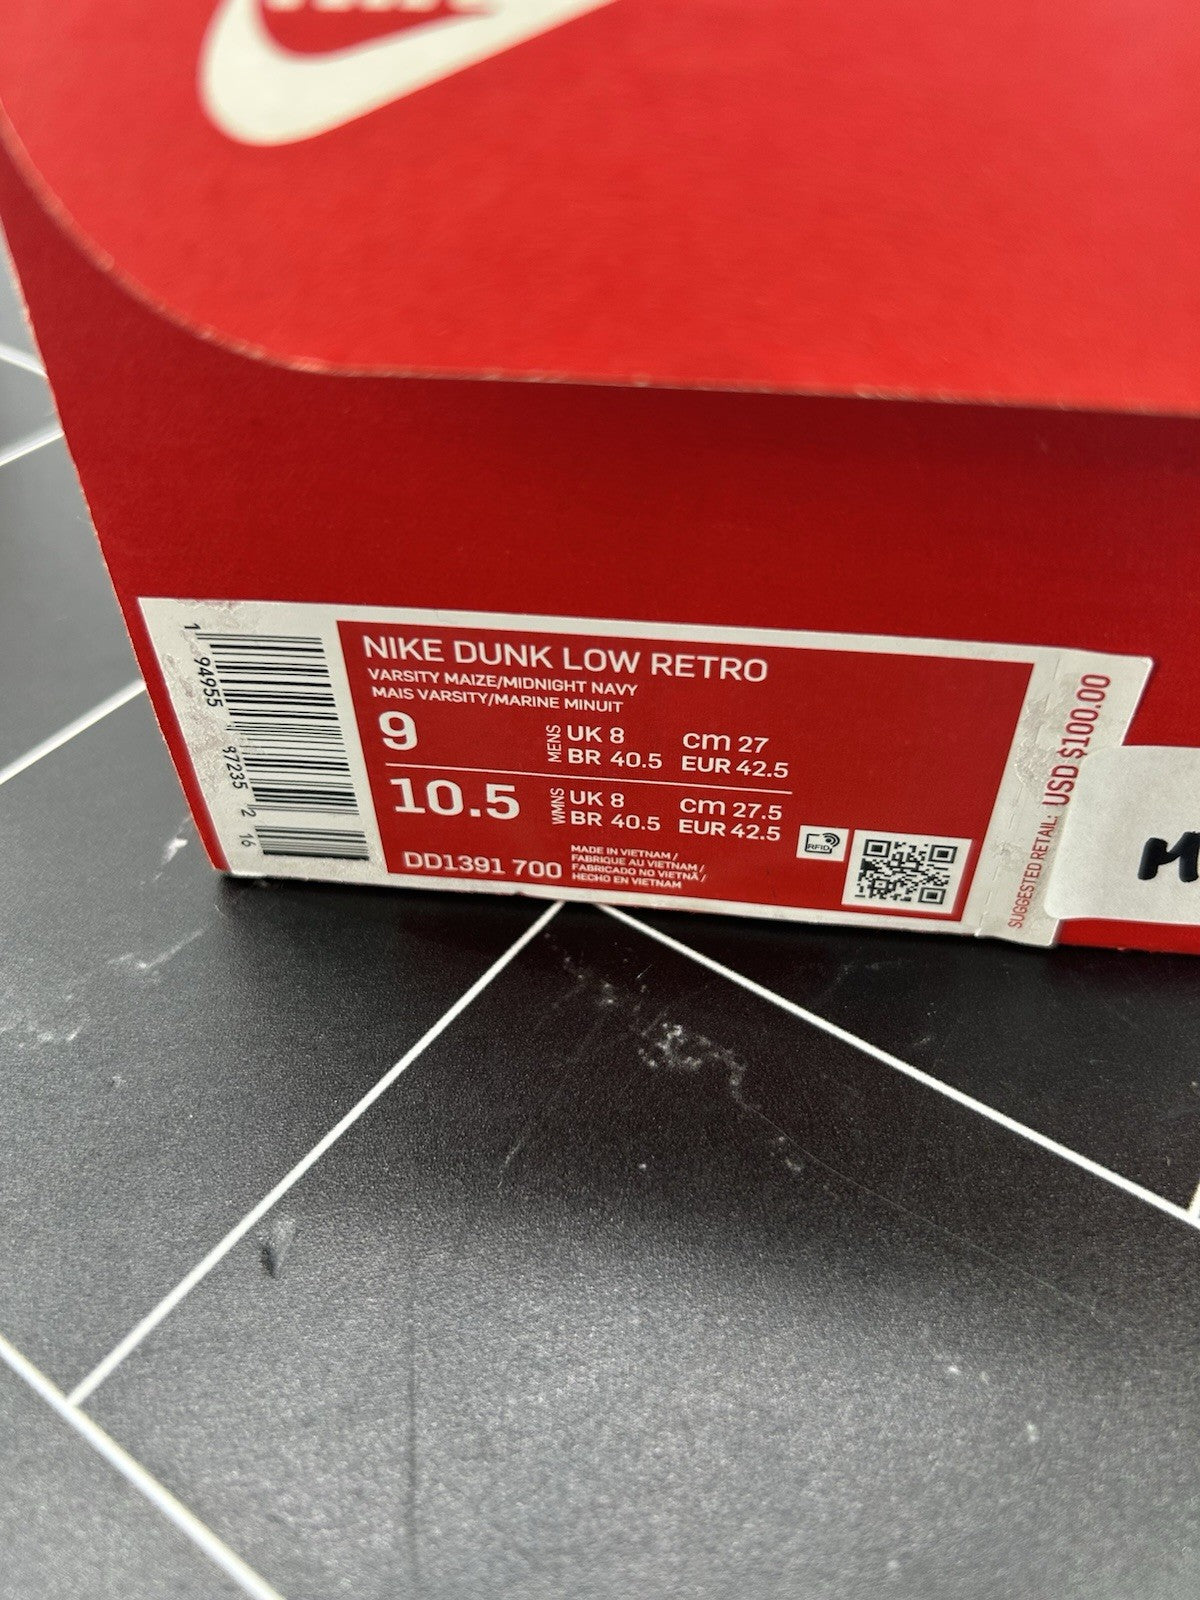 NIKE DUNK LOW RETRO
VARSITY MAIZE/MIDNIGHT NAVY
MAIS VARSITY/MARINE MINUIT
9
MENS
UK 8 cm 27
BR 40.5 EUR 42.5
10.5
WMNS
UK 8 cm 27.5
BR 40.5 EUR 42.5
DD1391 700
MADE IN VIETNAM /
FABRIQUE AU VIETNAM /
FABRICADO NO VIETNÃ /
HECHO EN VIETNAM
RFID
1 94955 97235 2 16
SUGGESTED RETAIL: USD $100.00